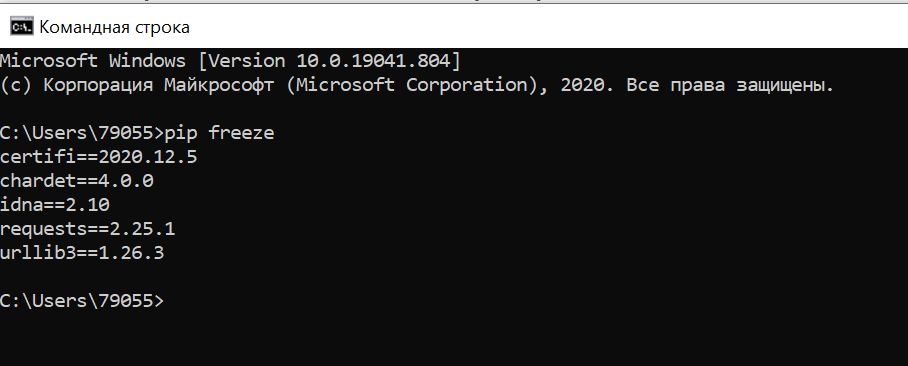 Командная строка
Microsoft Windows [Version 10.0.19041.804]
(c) Корпорация Майкрософт (Microsoft Corporation), 2020. Все права защищены.
C:\Users\79055>pip freeze
certifi==2020.12.5
chardet==4.0.0
idna==2.10
requests==2.25.1
urllib3==1.26.3
C:\Users\79055>